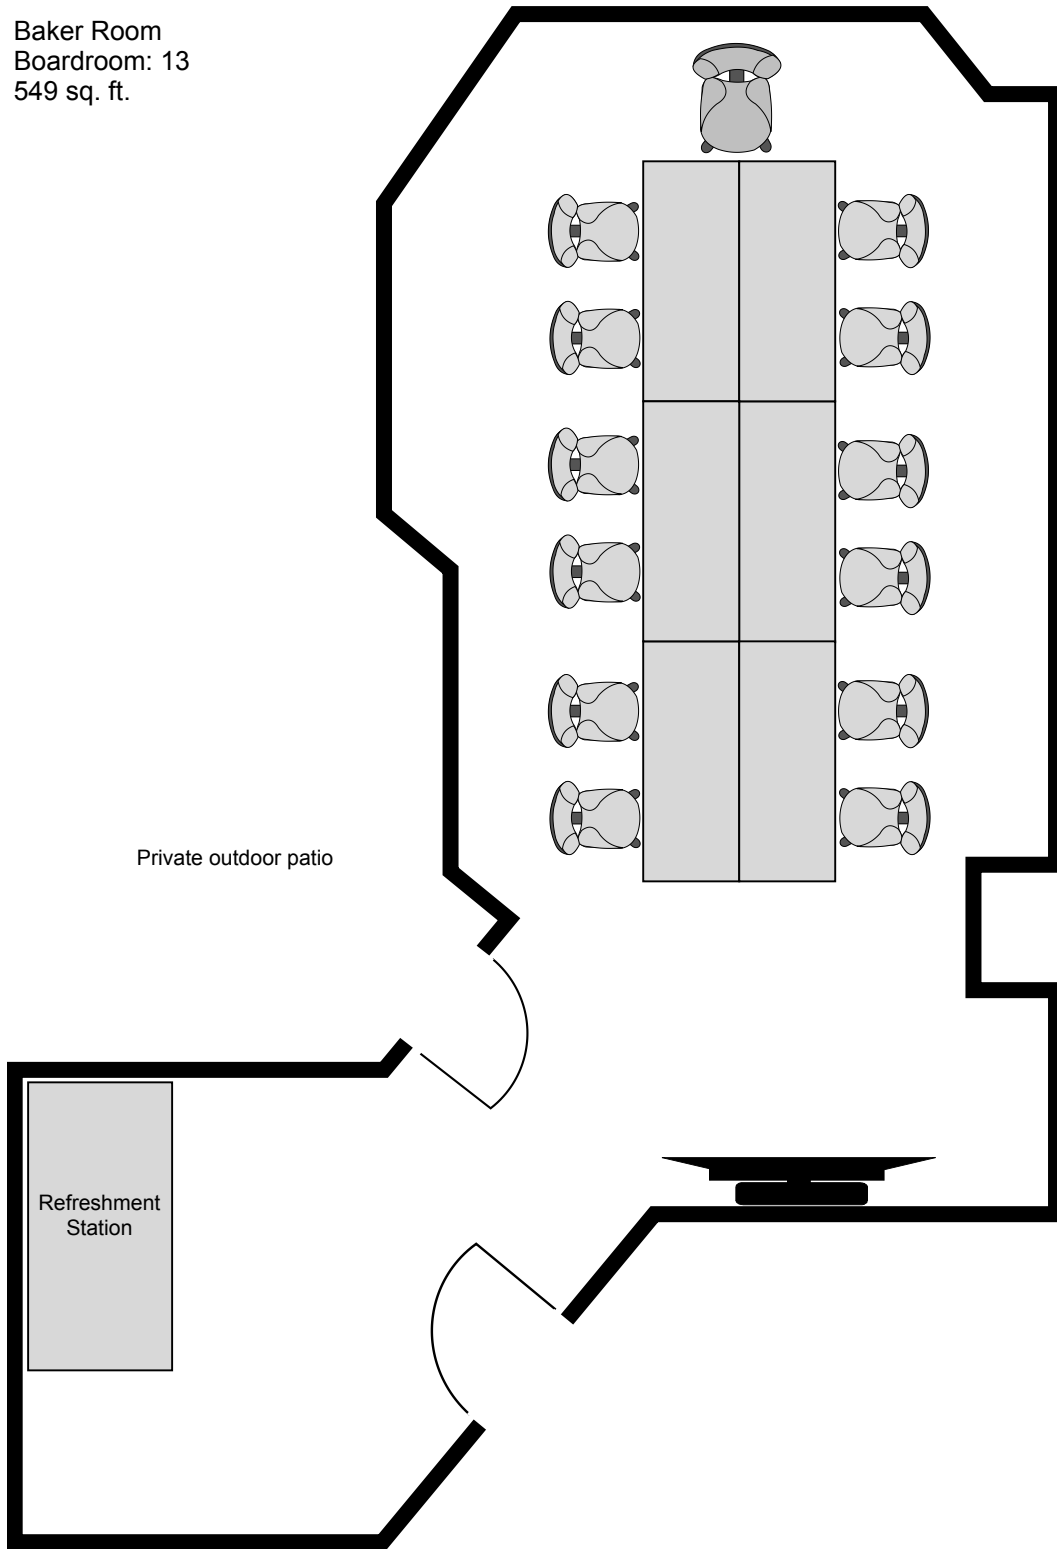 Baker Room
Boardroom: 13
549 sq. ft.
Private outdoor patio
Refreshment
Station